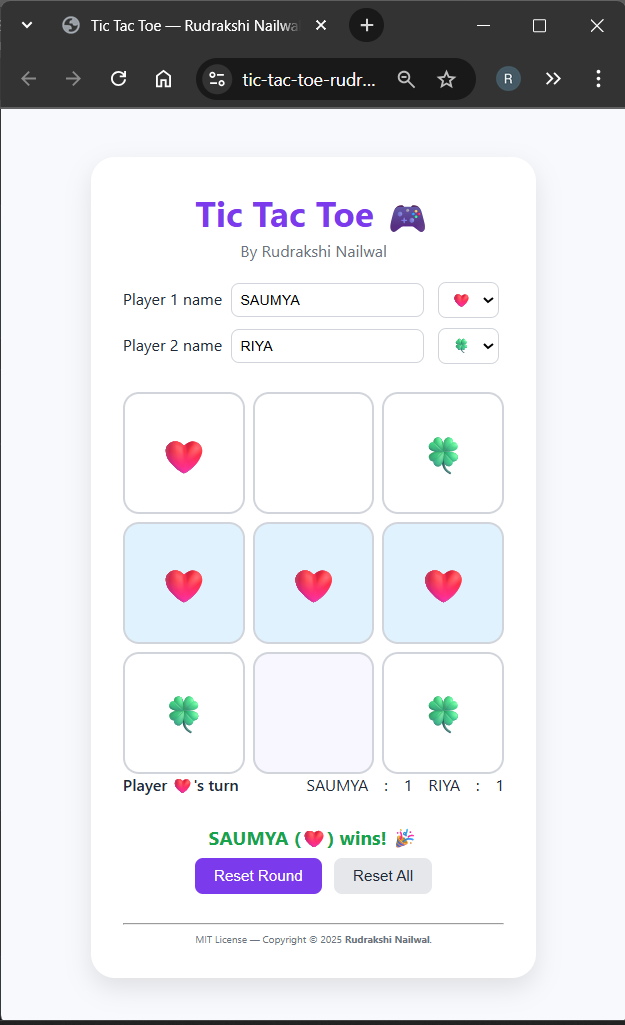 Tic Tac Toe — Rudrakshi Nailwa
tic-tac-toe-rudr...
R
Tic Tac Toe 🎮
By Rudrakshi Nailwal
Player 1 name SAUMYA ❤️
Player 2 name RIYA 🍀
Player ❤️'s turn SAUMYA : 1 RIYA : 1
SAUMYA (❤️) wins! 🎉
Reset Round Reset All
MIT License — Copyright © 2025 Rudrakshi Nailwal.